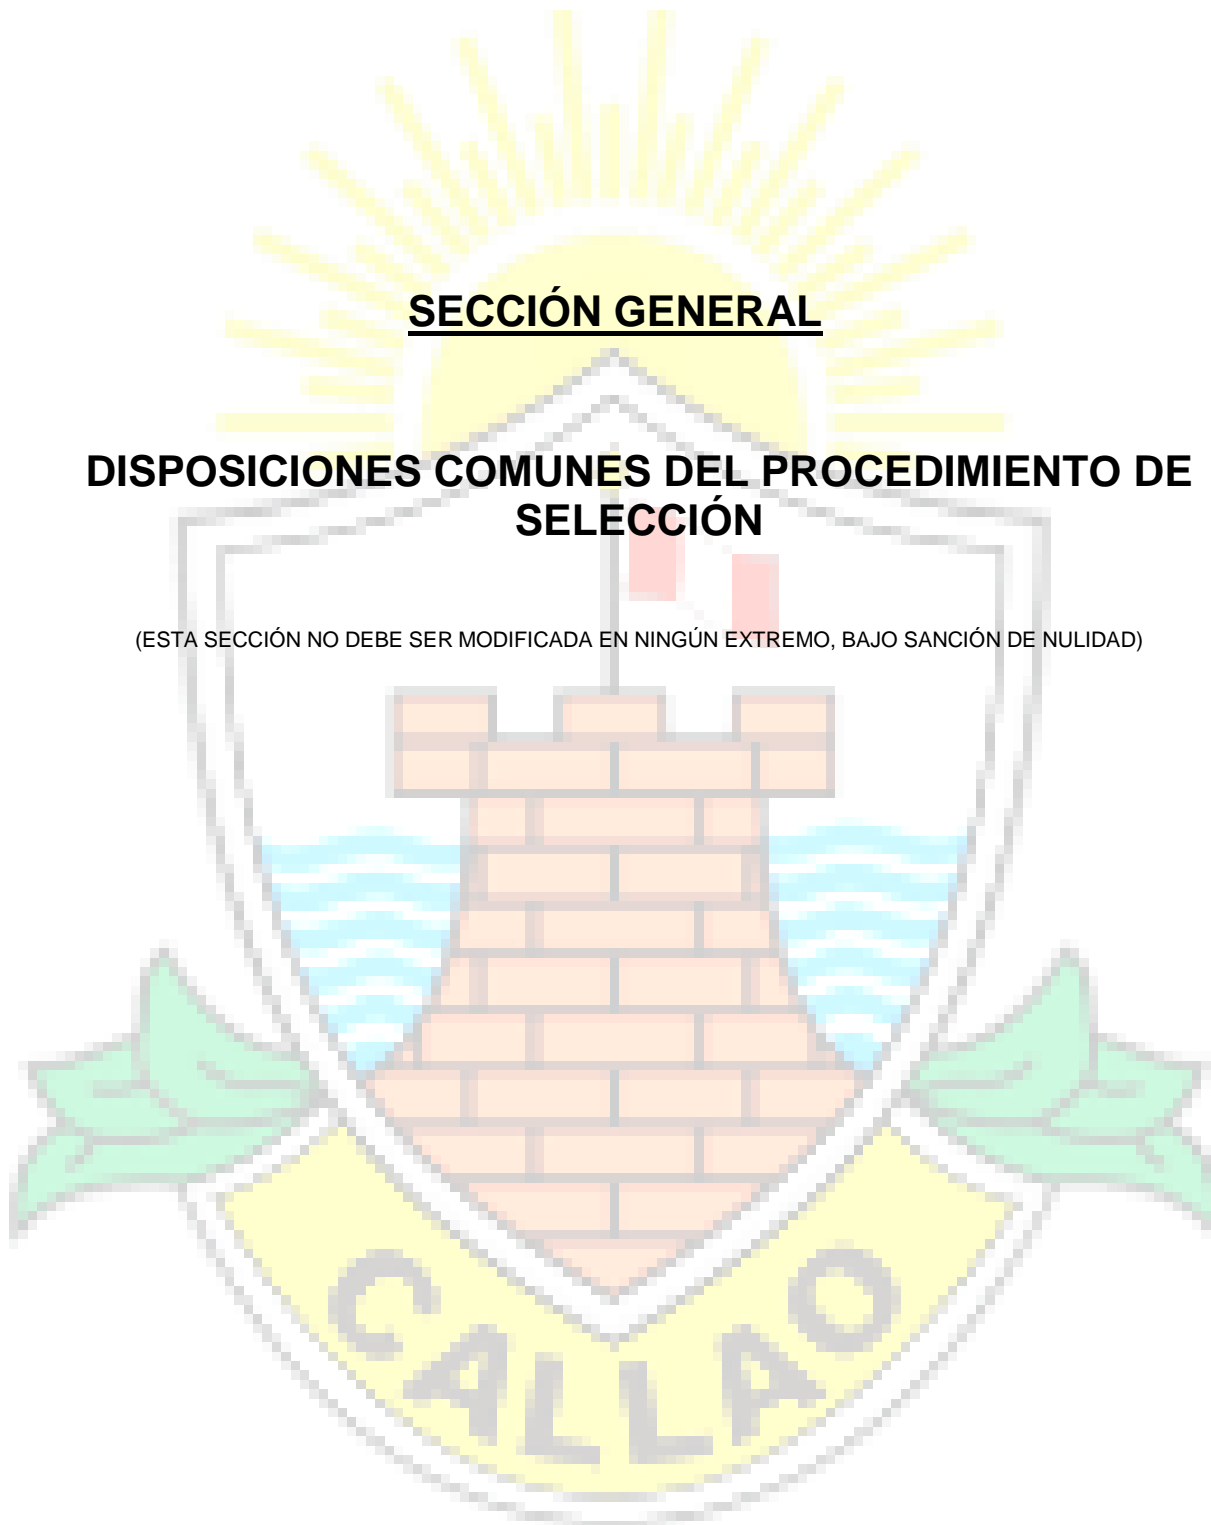 SECCIÓN GENERAL
DISPOSICIONES COMUNES DEL PROCEDIMIENTO DE
SELECCIÓN
(ESTA SECCIÓN NO DEBE SER MODIFICADA EN NINGÚN EXTREMO, BAJO SANCIÓN DE NULIDAD)
CALLAO